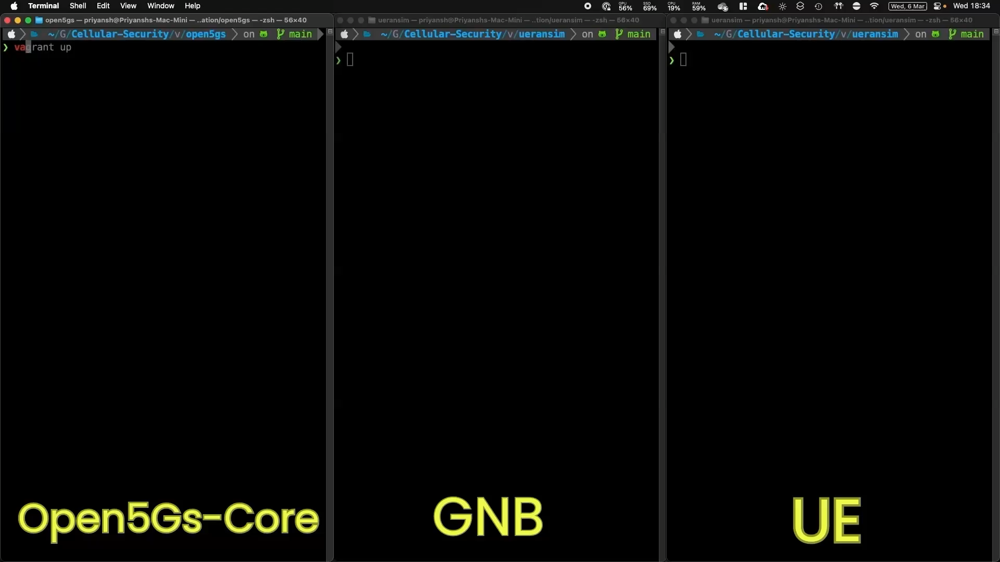 Terminal Shell Edit View Window Help GPU 56% SSD 69% CPU 19% RAM 59% Wed, 6 Mar Wed 18:34
open5gs — priyansh@Priyanshs-Mac-Mini — ..ation/open5gs — -zsh — 56×40
~/G/Cellular-Security/v/open5gs on main
❯ vagrant up
Open5Gs-Core
ueransim — priyansh@Priyanshs-Mac-Mini — ..tion/ueransim — -zsh — 56×40
~/G/Cellular-Security/v/ueransim on main
❯
GNB
ueransim — priyansh@Priyanshs-Mac-Mini — ..tion/ueransim — -zsh — 56×40
~/G/Cellular-Security/v/ueransim on main
❯
UE